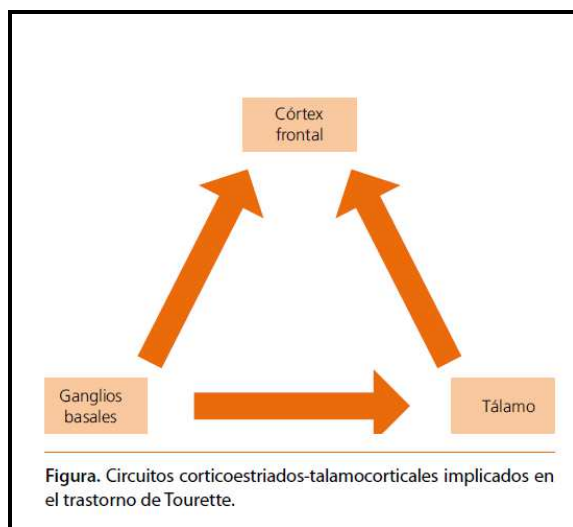 Córtex
frontal
Ganglios
basales
Tálamo
Figura. Circuitos corticoestriados-talamocorticales implicados en
el trastorno de Tourette.